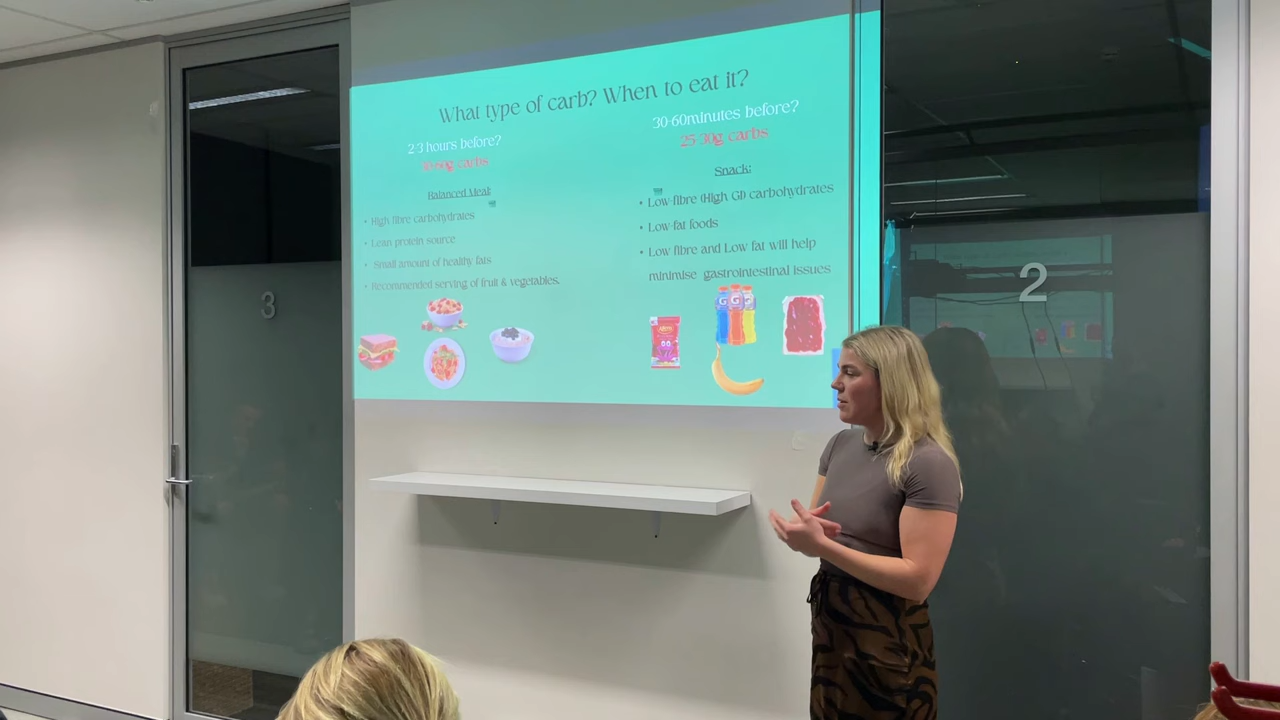 What type of carb? When to eat it?
2-3 hours before?
carbs
Balanced Meal:
• High fibre carbohydrates
• Lean protein source
• Small amount of healthy fats
• Recommended serving of fruit & vegetables.
30-60minutes before?
25-30g carbs
Snack:
• Low-fibre (High GI) carbohydrates
• Low-fat foods
• Low fibre and Low fat will help
minimise gastrointestinal issues
G G G
3
2